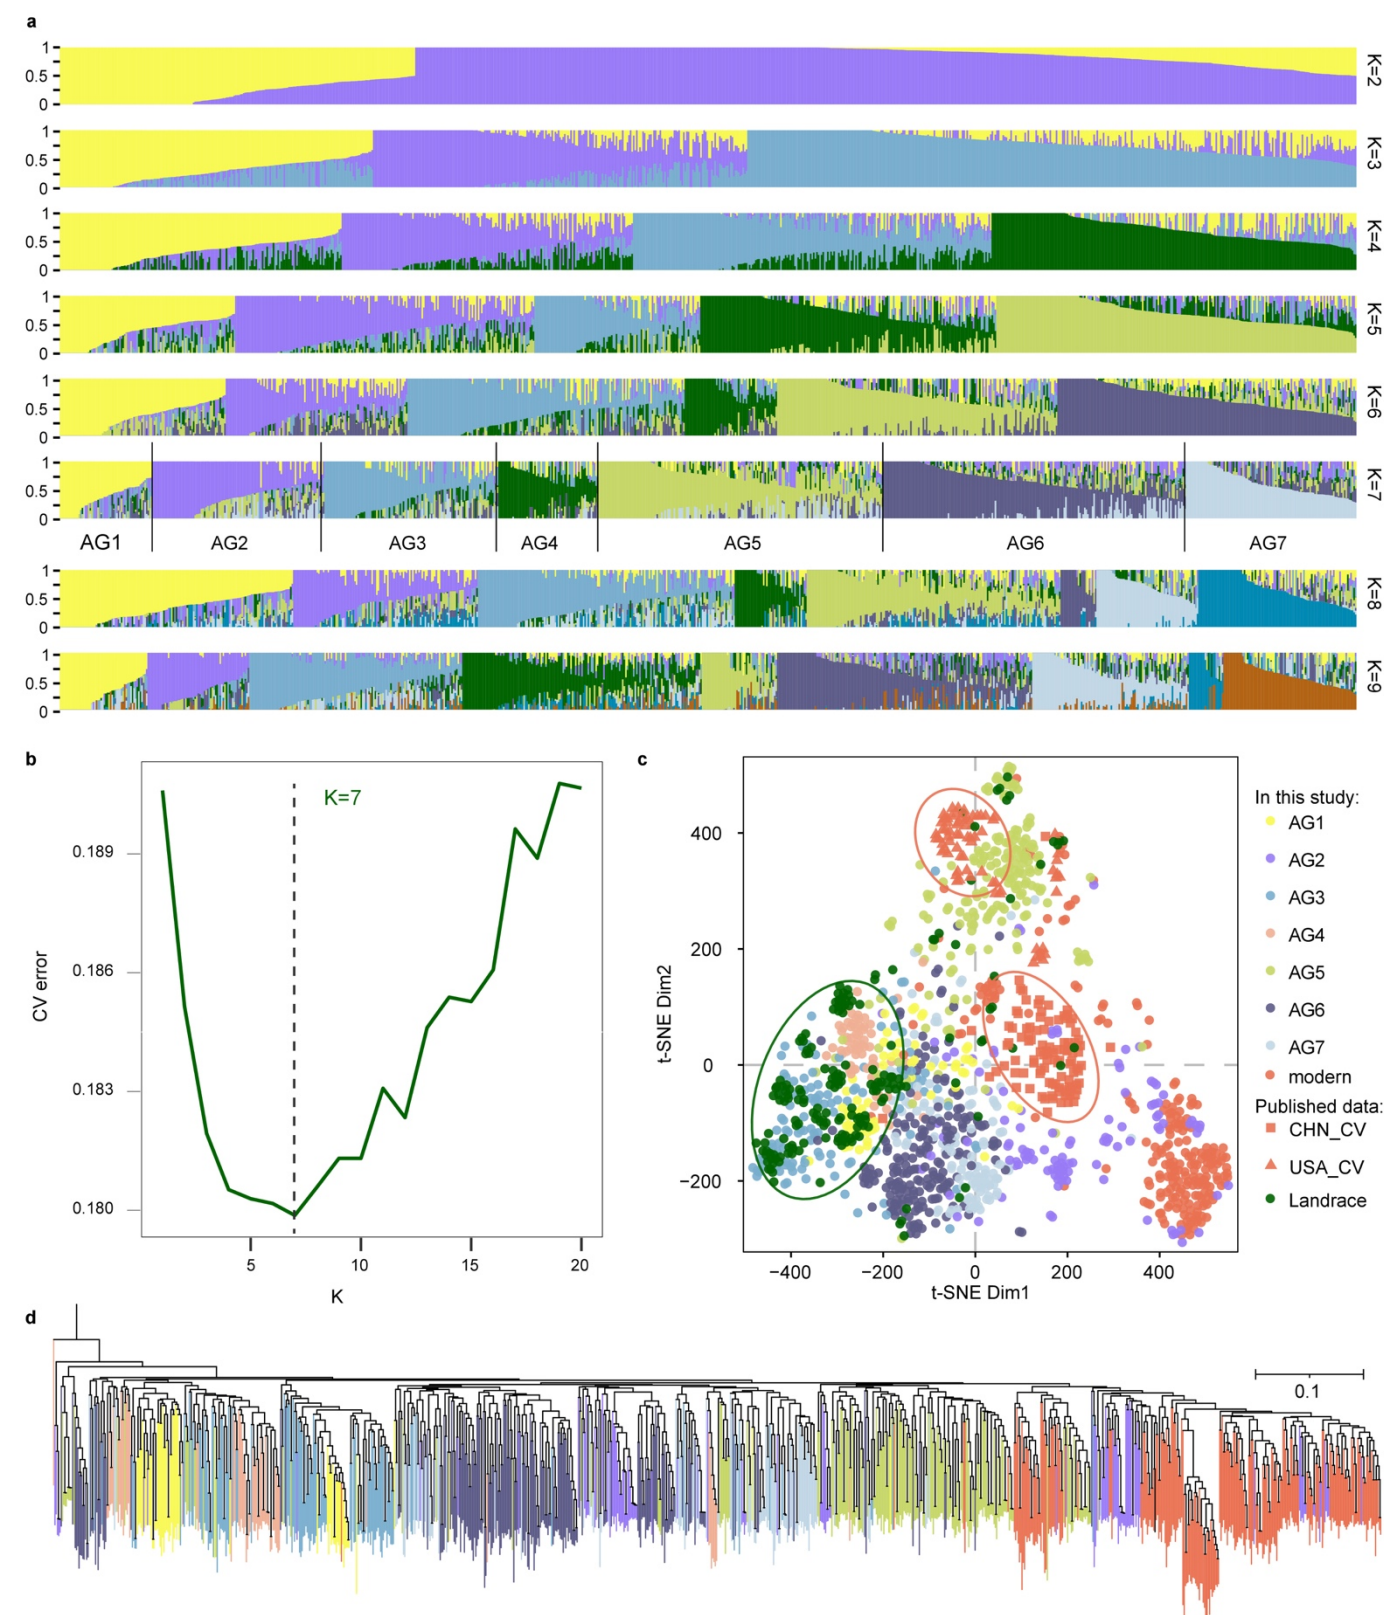 a
1
0.5
0
K=2
1
0.5
0
K=3
1
0.5
0
K=4
1
0.5
0
K=5
1
0.5
0
K=6
1
0.5
0
K=7
AG1 AG2 AG3 AG4 AG5 AG6 AG7
1
0.5
0
K=8
1
0.5
0
K=9
b
K=7
0.189
0.186
0.183
0.180
CV error
5 10 15 20
K
c
400
200
0
−200
t-SNE Dim2
−400 −200 0 200 400
t-SNE Dim1
In this study:
AG1
AG2
AG3
AG4
AG5
AG6
AG7
modern
Published data:
CHN_CV
USA_CV
Landrace
d
0.1